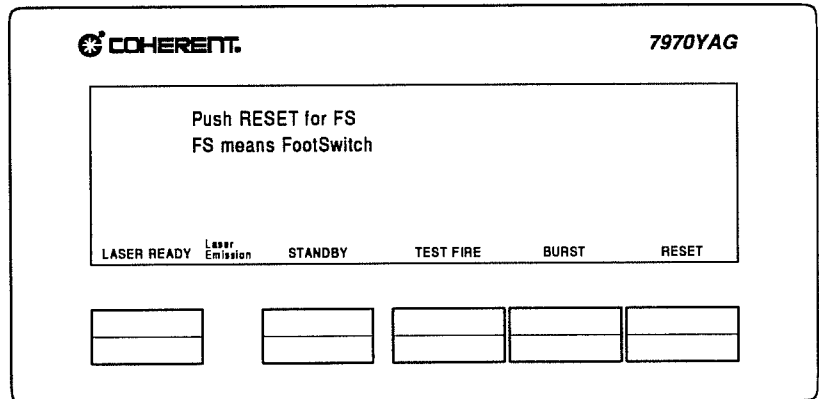 COHERENT. 7970YAG
Push RESET for FS
FS means FootSwitch
LASER READY Laser Emission STANDBY TEST FIRE BURST RESET